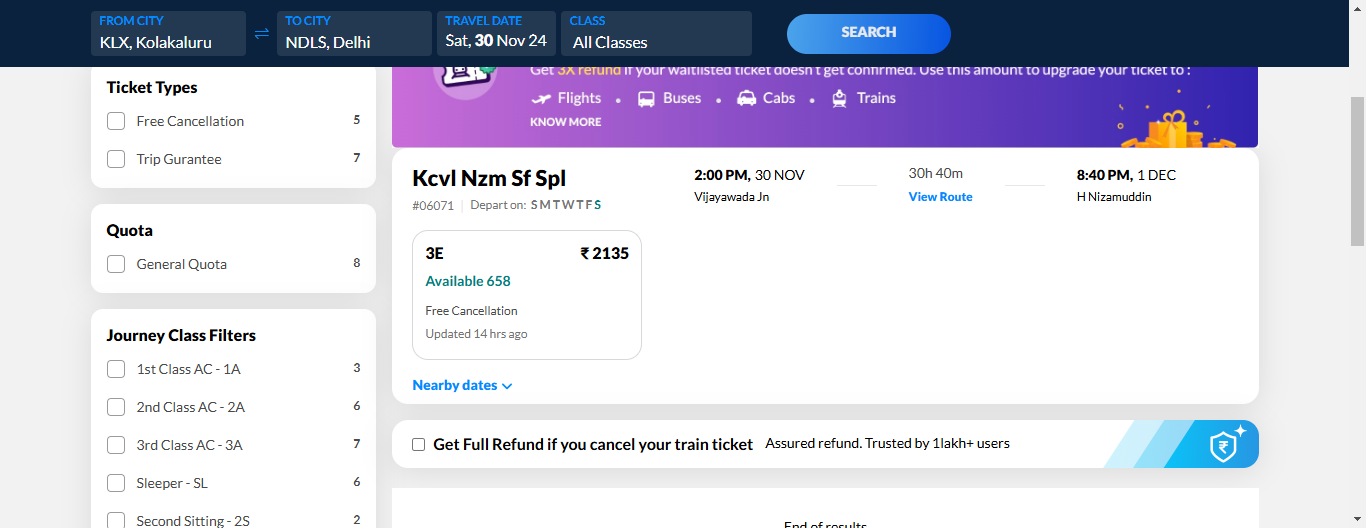 FROM CITY
KLX, Kolakaluru
TO CITY
NDLS, Delhi
TRAVEL DATE
Sat, 30 Nov 24
CLASS
All Classes
SEARCH
Ticket Types
Free Cancellation 5
Trip Gurantee 7
Quota
General Quota 8
Journey Class Filters
1st Class AC - 1A 3
2nd Class AC - 2A 6
3rd Class AC - 3A 7
Sleeper - SL 6
Second Sitting - 2S 2
Get 3X refund if your waitlisted ticket doesn't get confirmed. Use this amount to upgrade your ticket to :
Flights • Buses • Cabs • Trains
KNOW MORE
Kcvl Nzm Sf Spl
#06071 | Depart on: S M T W T F S
2:00 PM, 30 NOV
Vijayawada Jn
30h 40m
View Route
8:40 PM, 1 DEC
H Nizamuddin
3E ₹ 2135
Available 658
Free Cancellation
Updated 14 hrs ago
Nearby dates
Get Full Refund if you cancel your train ticket Assured refund. Trusted by 1lakh+ users
End of results